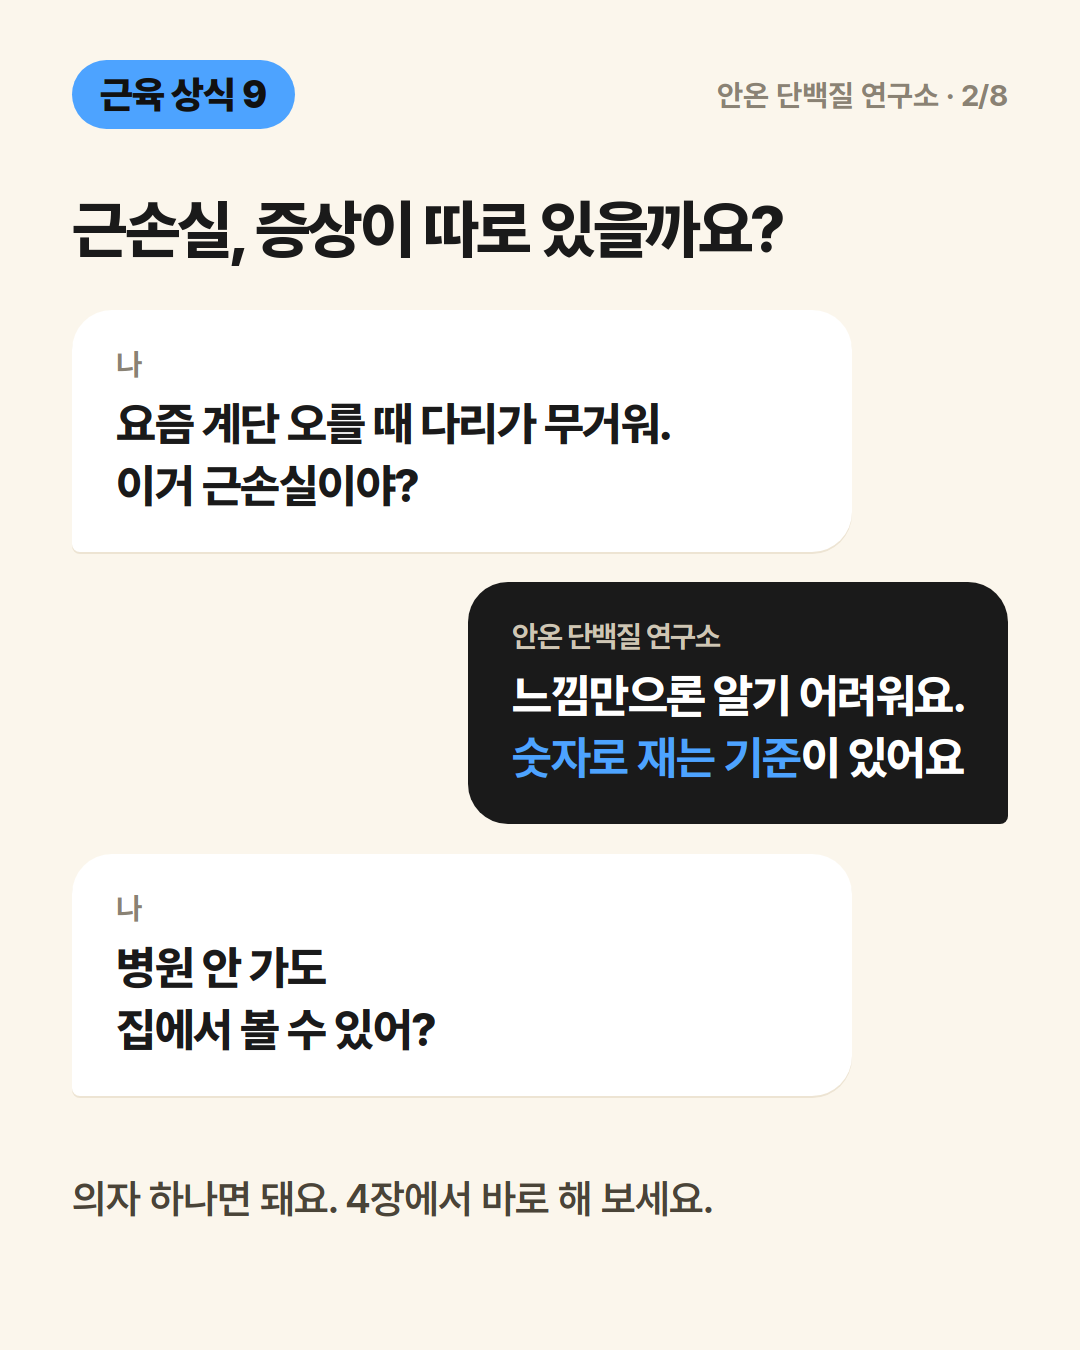 근육 상식 9
안온 단백질 연구소 · 2/8
근손실, 증상이 따로 있을까요?
나
요즘 계단 오를 때 다리가 무거워.
이거 근손실이야?
안온 단백질 연구소
느낌만으론 알기 어려워요.
숫자로 재는 기준이 있어요
나
병원 안 가도
집에서 볼 수 있어?
의자 하나면 돼요. 4장에서 바로 해 보세요.